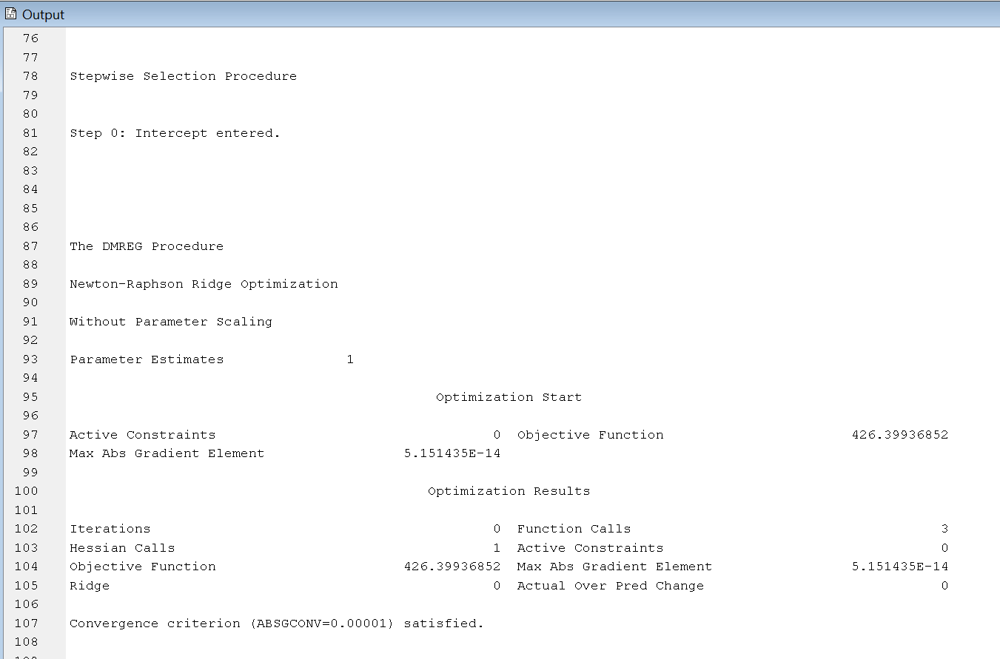 Output
76
77
78 Stepwise Selection Procedure
79
80
81 Step 0: Intercept entered.
82
83
84
85
86
87 The DMREG Procedure
88
89 Newton-Raphson Ridge Optimization
90
91 Without Parameter Scaling
92
93 Parameter Estimates 1
94
95 Optimization Start
96
97 Active Constraints 0 Objective Function 426.39936852
98 Max Abs Gradient Element 5.151435E-14
99
100 Optimization Results
101
102 Iterations 0 Function Calls 3
103 Hessian Calls 1 Active Constraints 0
104 Objective Function 426.39936852 Max Abs Gradient Element 5.151435E-14
105 Ridge 0 Actual Over Pred Change 0
106
107 Convergence criterion (ABSGCONV=0.00001) satisfied.
108